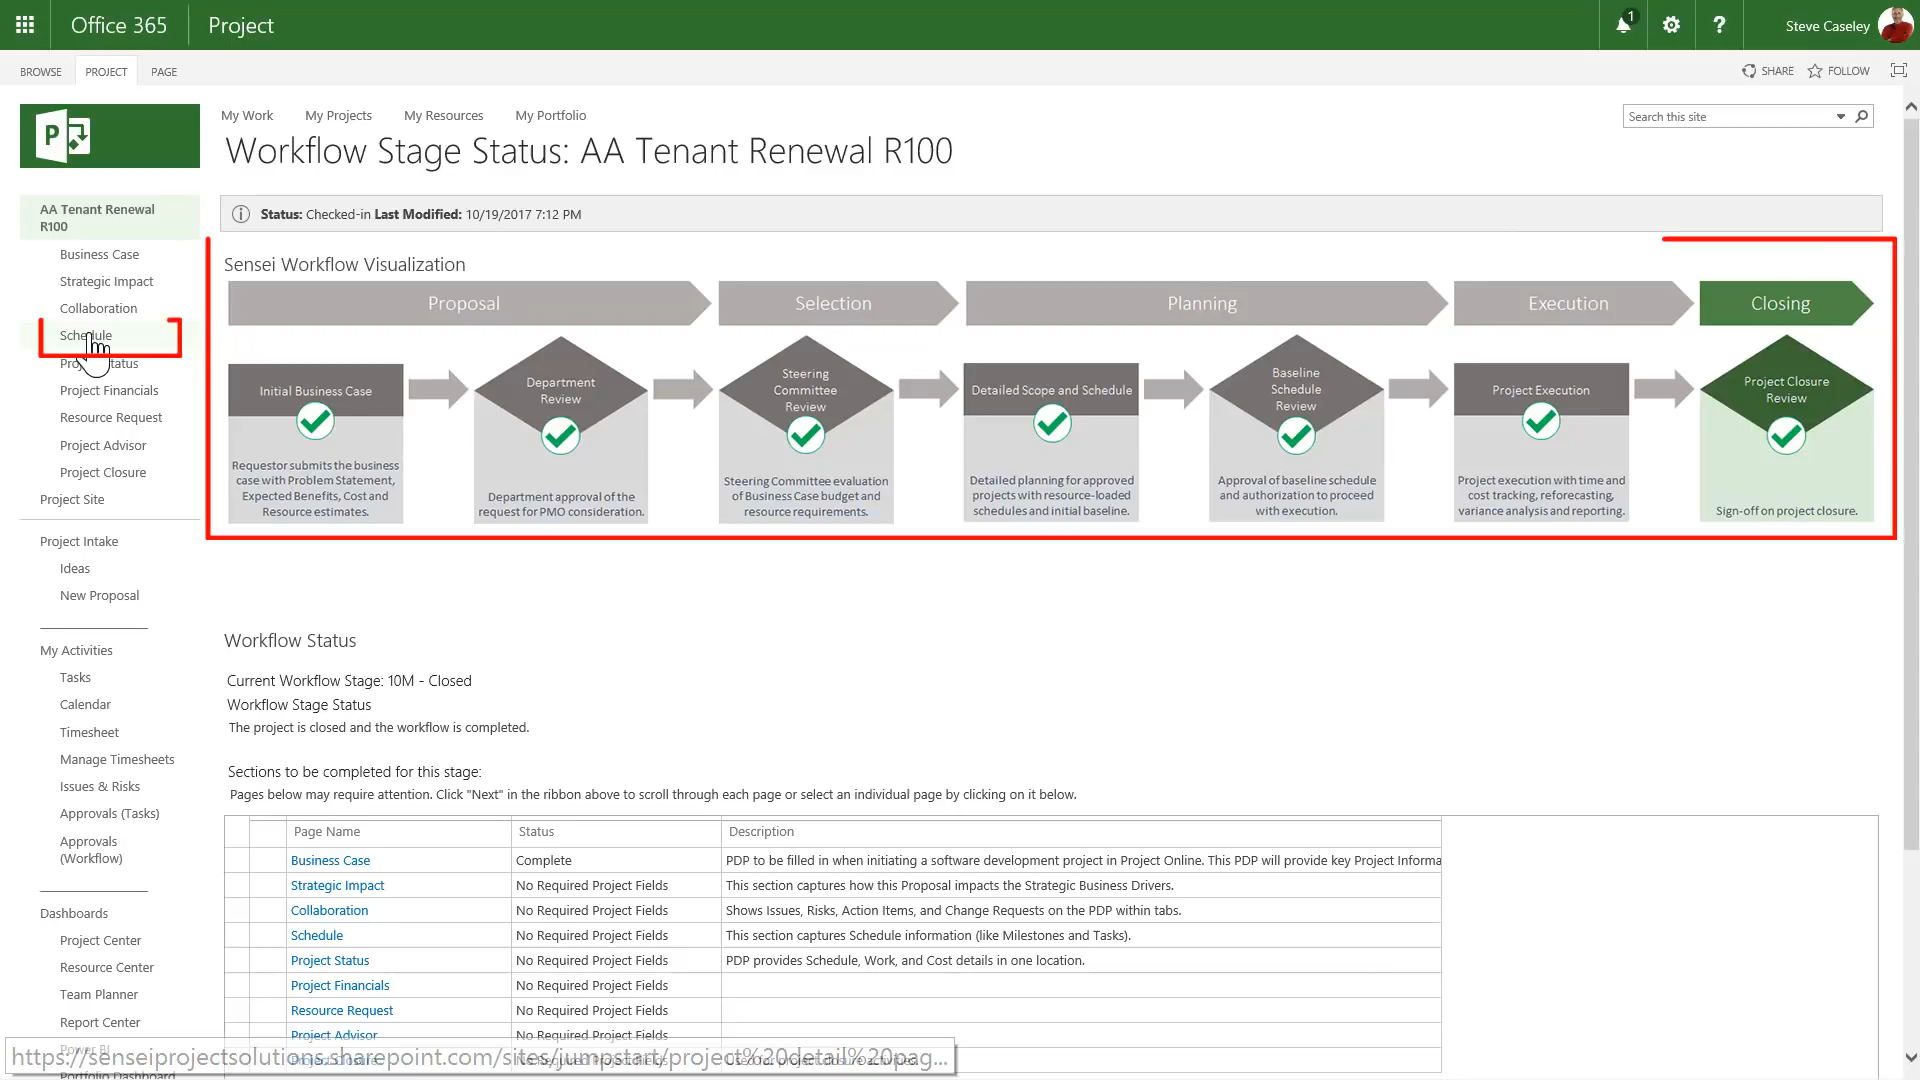 Office 365
Project
1
Steve Caseley
BROWSE
PROJECT
PAGE
SHARE
FOLLOW
P
My Work
My Projects
My Resources
My Portfolio
Search this site
Workflow Stage Status: AA Tenant Renewal R100
Status: Checked-in Last Modified: 10/19/2017 7:12 PM
AA Tenant Renewal
R100
Business Case
Strategic Impact
Collaboration
Schedule
Project Financials
Resource Request
Project Advisor
Project Closure
Project Site
Project Intake
Ideas
New Proposal
My Activities
Tasks
Calendar
Timesheet
Manage Timesheets
Issues & Risks
Approvals (Tasks)
Approvals
(Workflow)
Dashboards
Project Center
Resource Center
Team Planner
Report Center
Power BI
Portfolio Dashboard
Sensei Workflow Visualization
Proposal
Selection
Planning
Execution
Closing
Initial Business Case
Requestor submits the business
case with Problem Statement,
Expected Benefits, Cost and
Resource estimates.
Department
Review
Department approval of the
request for PMO consideration.
Steering
Committee
Review
Steering Committee evaluation
of Business Case budget and
resource requirements.
Detailed Scope and Schedule
Detailed planning for approved
projects with resource-loaded
schedules and initial baseline.
Baseline
Schedule
Review
Approval of baseline schedule
and authorization to proceed
with execution.
Project Execution
Project execution with time and
cost tracking, reforecasting,
variance analysis and reporting.
Project Closure
Review
Sign-off on project closure.
Workflow Status
Current Workflow Stage: 10M - Closed
Workflow Stage Status
The project is closed and the workflow is completed.
Sections to be completed for this stage:
Pages below may require attention. Click "Next" in the ribbon above to scroll through each page or select an individual page by clicking on it below.
Page Name Status Description
Business Case Complete PDP to be filled in when initiating a software development project in Project Online. This PDP will provide key Project Informa
Strategic Impact No Required Project Fields This section captures how this Proposal impacts the Strategic Business Drivers.
Collaboration No Required Project Fields Shows Issues, Risks, Action Items, and Change Requests on the PDP within tabs.
Schedule No Required Project Fields This section captures Schedule information (like Milestones and Tasks).
Project Status No Required Project Fields PDP provides Schedule, Work, and Cost details in one location.
Project Financials No Required Project Fields
Resource Request No Required Project Fields
Project Advisor No Required Project Fields
Project Closure No Required Project Fields Used for project closure activities.
https://senseiprojectsolutions.sharepoint.com/sites/jumpstart/project%20detail%20pag...